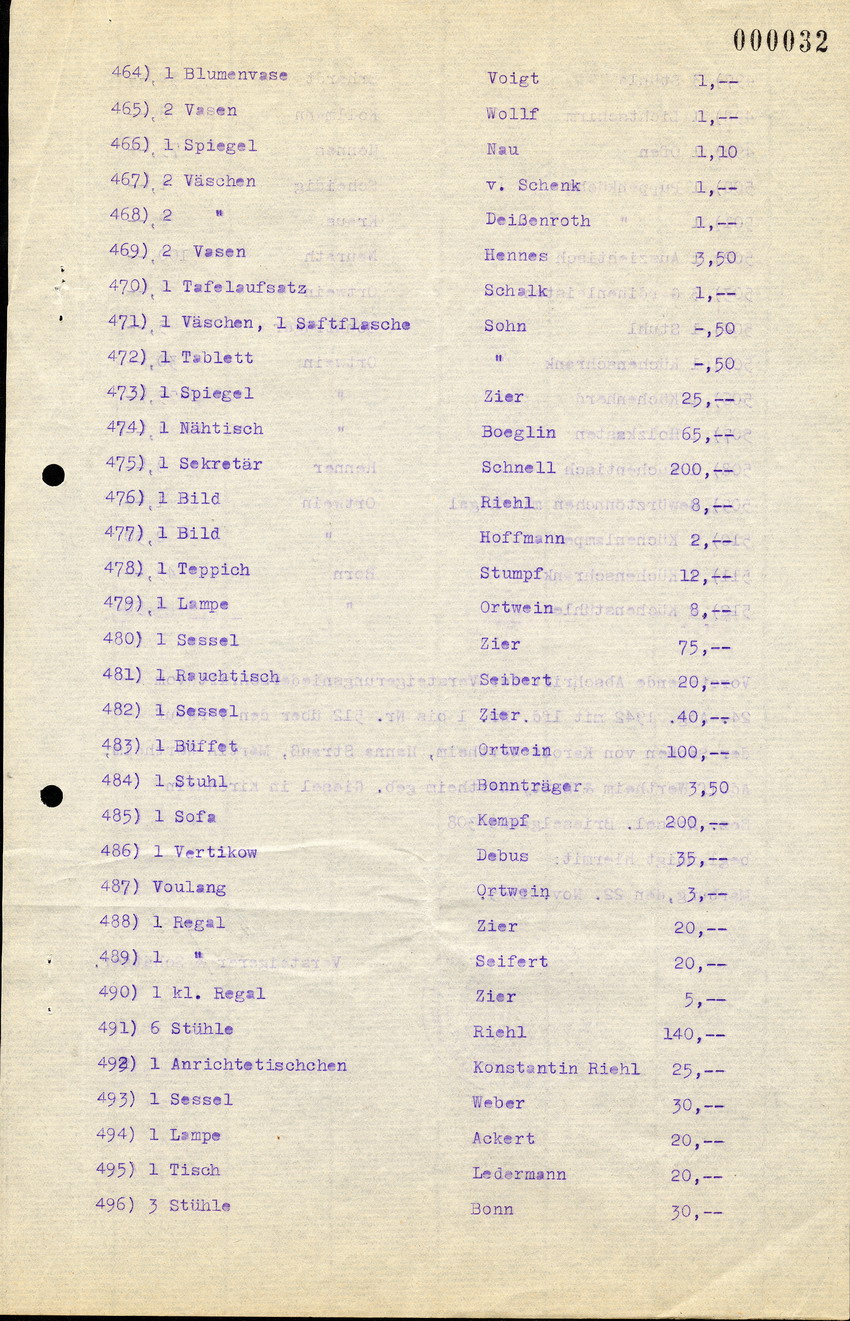 000032
464) 1 Blumenvase Voigt 1,--
465) 2 Vasen Wollf 1,--
466) 1 Spiegel Nau 1,10
467) 2 Väschen v. Schenk 1,--
468) 2 " Deißenroth 1,--
469) 2 Vasen Hennes 3,50
470) 1 Tafelaufsatz Schalk 1,--
471) 1 Väschen, 1 Saftflasche Sohn -,50
472) 1 Tablett " -,50
473) 1 Spiegel Zier 25,--
474) 1 Nähtisch Boeglin 65,--
475) 1 Sekretär Schnell 200,--
476) 1 Bild Riehl 8,--
477) 1 Bild Hoffmann 2,--
478) 1 Teppich Stumpf 12,--
479) 1 Lampe Ortwein 8,--
480) 1 Sessel Zier 75,--
481) 1 Rauchtisch Seibert 20,--
482) 1 Sessel Zier 40,--
483) 1 Büffet Ortwein 100,--
484) 1 Stuhl Bonnträger 3,50
485) 1 Sofa Kempf 200,--
486) 1 Vertikow Debus 35,--
487) Voulang Ortwein 3,--
488) 1 Regal Zier 20,--
489) 1 " Seifert 20,--
490) 1 kl. Regal Zier 5,--
491) 6 Stühle Riehl 140,--
492) 1 Anrichtetischchen Konstantin Riehl 25,--
493) 1 Sessel Weber 30,--
494) 1 Lampe Ackert 20,--
495) 1 Tisch Ledermann 20,--
496) 3 Stühle Bonn 30,--